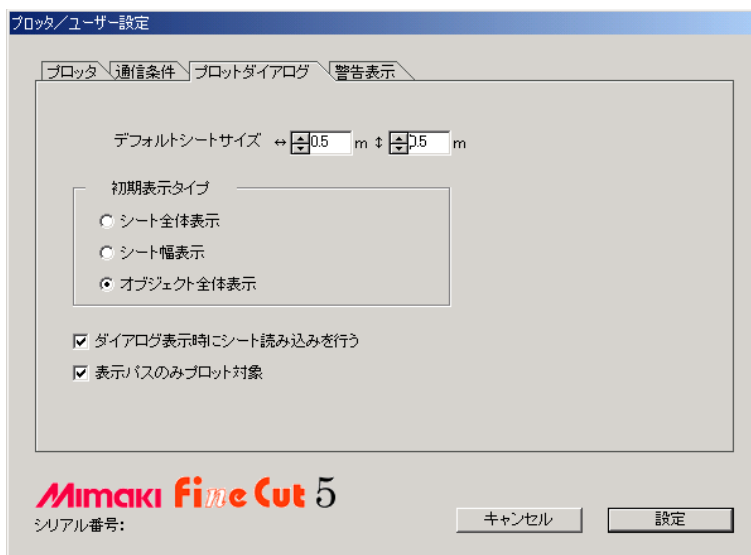 プロッタ／ユーザー設定
プロッタ 通信条件 プロットダイアログ 警告表示
デフォルトシートサイズ ↔ 0.5 m ↕ 0.5 m
初期表示タイプ
シート全体表示
シート幅表示
オブジェクト全体表示
ダイアログ表示時にシート読み込みを行う
表示パスのみプロット対象
Mimaki Fine Cut 5
シリアル番号:
キャンセル 設定